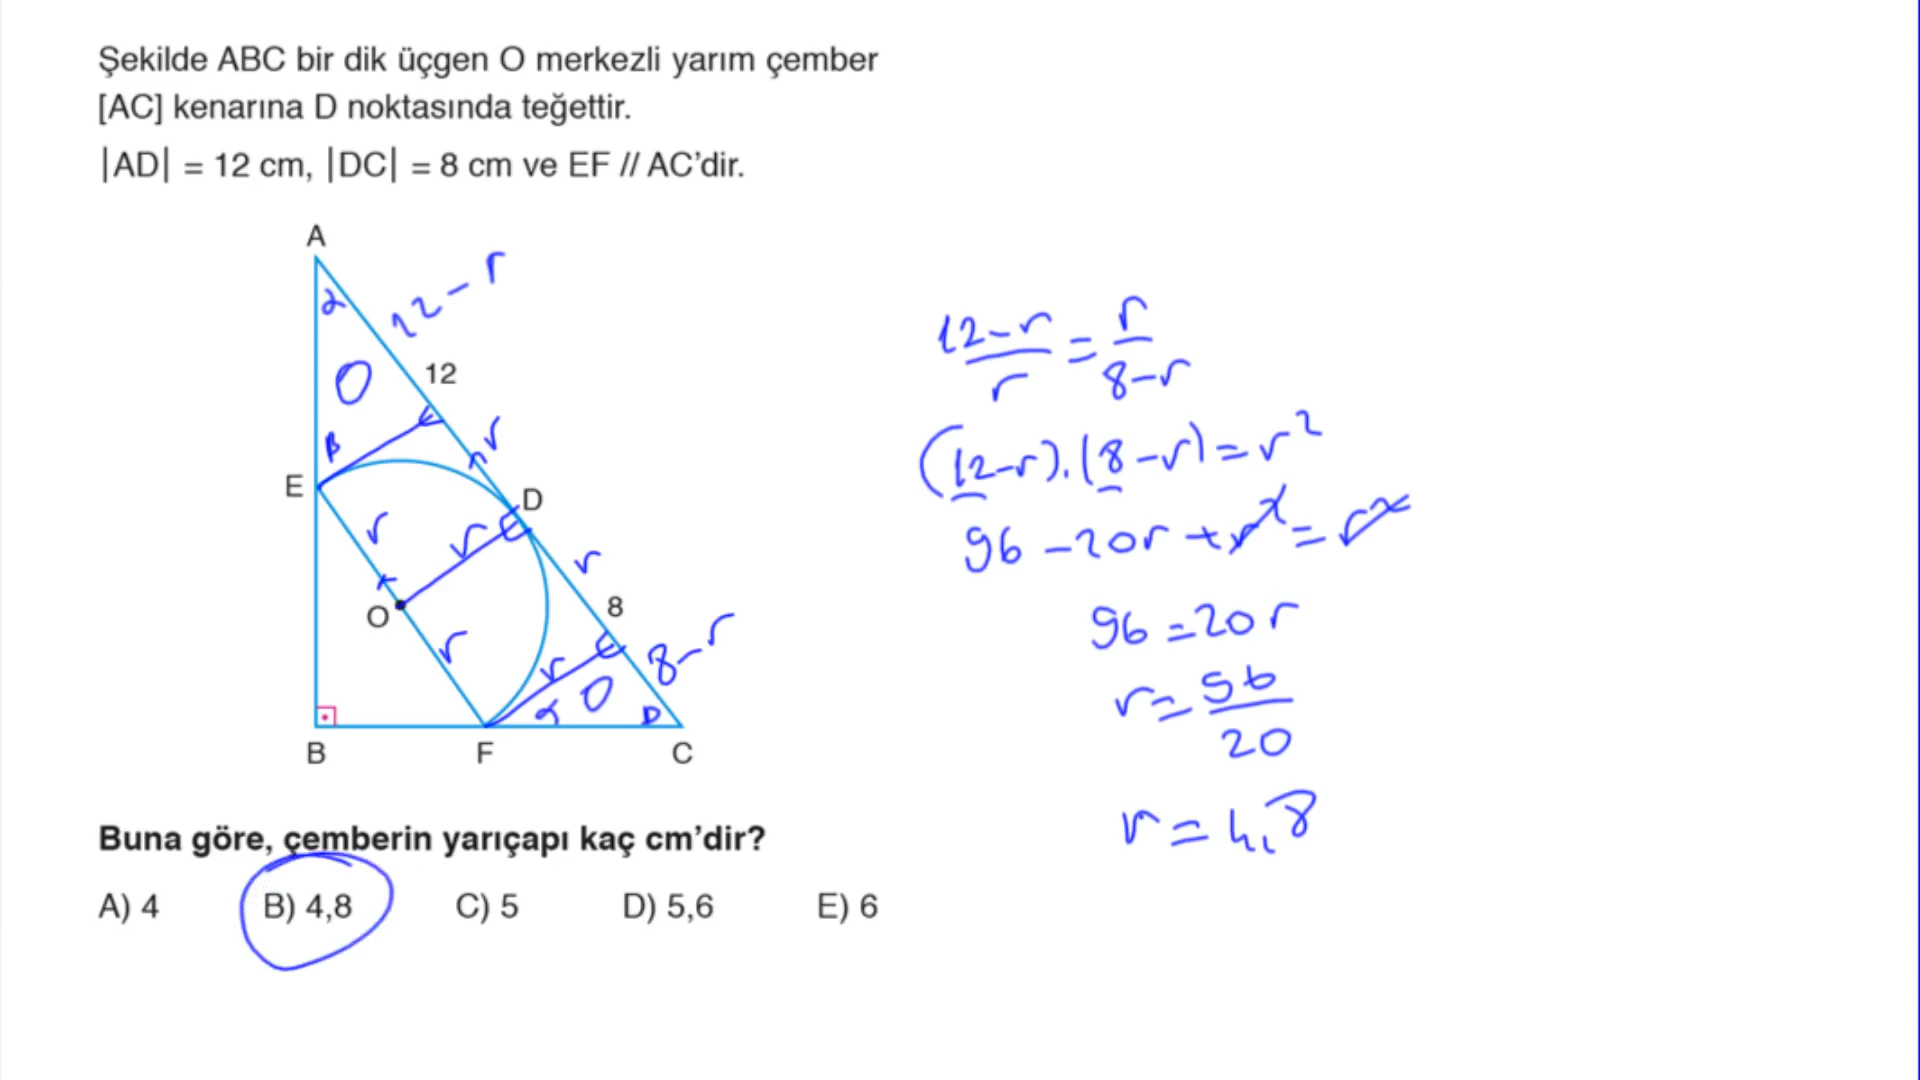 Şekilde ABC bir dik üçgen O merkezli yarım çember
[AC] kenarına D noktasında teğettir.
|AD| = 12 cm, |DC| = 8 cm ve EF // AC'dir.
A
α
12 - r
12
β
r
E
D
r
r
r
O
8
r
r
8-r
α
β
B
F
C
12-r / r = r / 8-r
(12-r).(8-r) = r²
96 - 20r + r² = r²
96 = 20r
r = 96 / 20
r = 4,8
Buna göre, çemberin yarıçapı kaç cm'dir?
A) 4 B) 4,8 C) 5 D) 5,6 E) 6